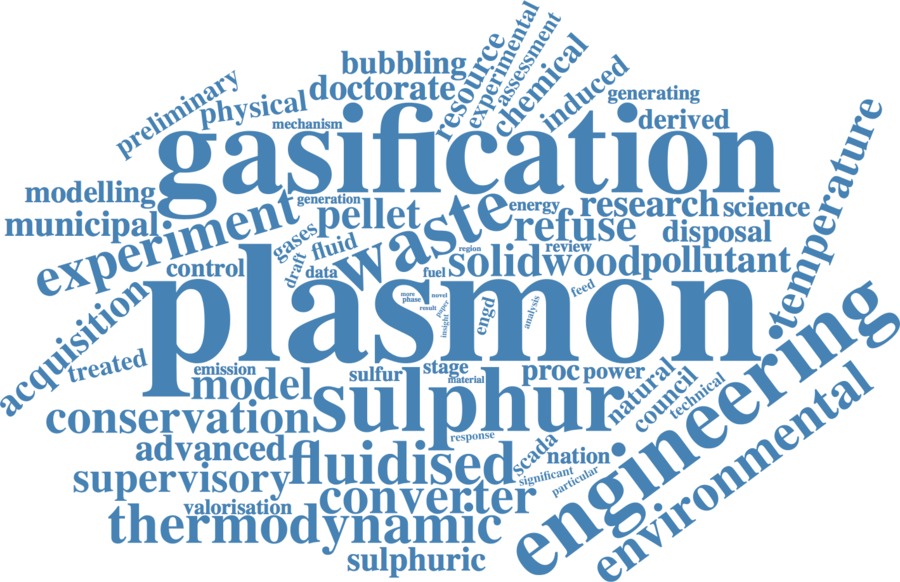 experimental
assessment
resource
chemical
bubbling
induced
doctorate
generating
preliminary
physical
mechanism
derived
gasification
temperature
modelling
municipal
experiment
generation
pellet
waste
energy
research
science
refuse
disposal
gases
fluid
draft
data
control
region
review
fuel
solid
wood
pollutant
plasmon
more
phase
novel
result
paper
insight
engd
analysis
feed
acquisition
treated
emission
model
sulfur
stage
material
proc
power
natural
council
technical
engineering
environmental
conservation
sulphur
response
advanced
fluidised
scada
nation
supervisory
significant
particular
converter
valorisation
thermodynamic
sulphuric